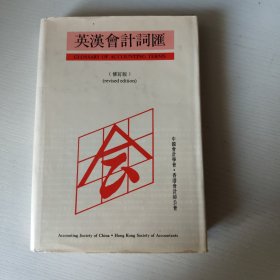 英漢會計詞匯
GLOSSARY OF ACCOUNTING TERMS
（修訂版）
(revised edition)
会
中國會計學會·香港會計師公會
Accounting Society of China • Hong Kong Society of Accountants